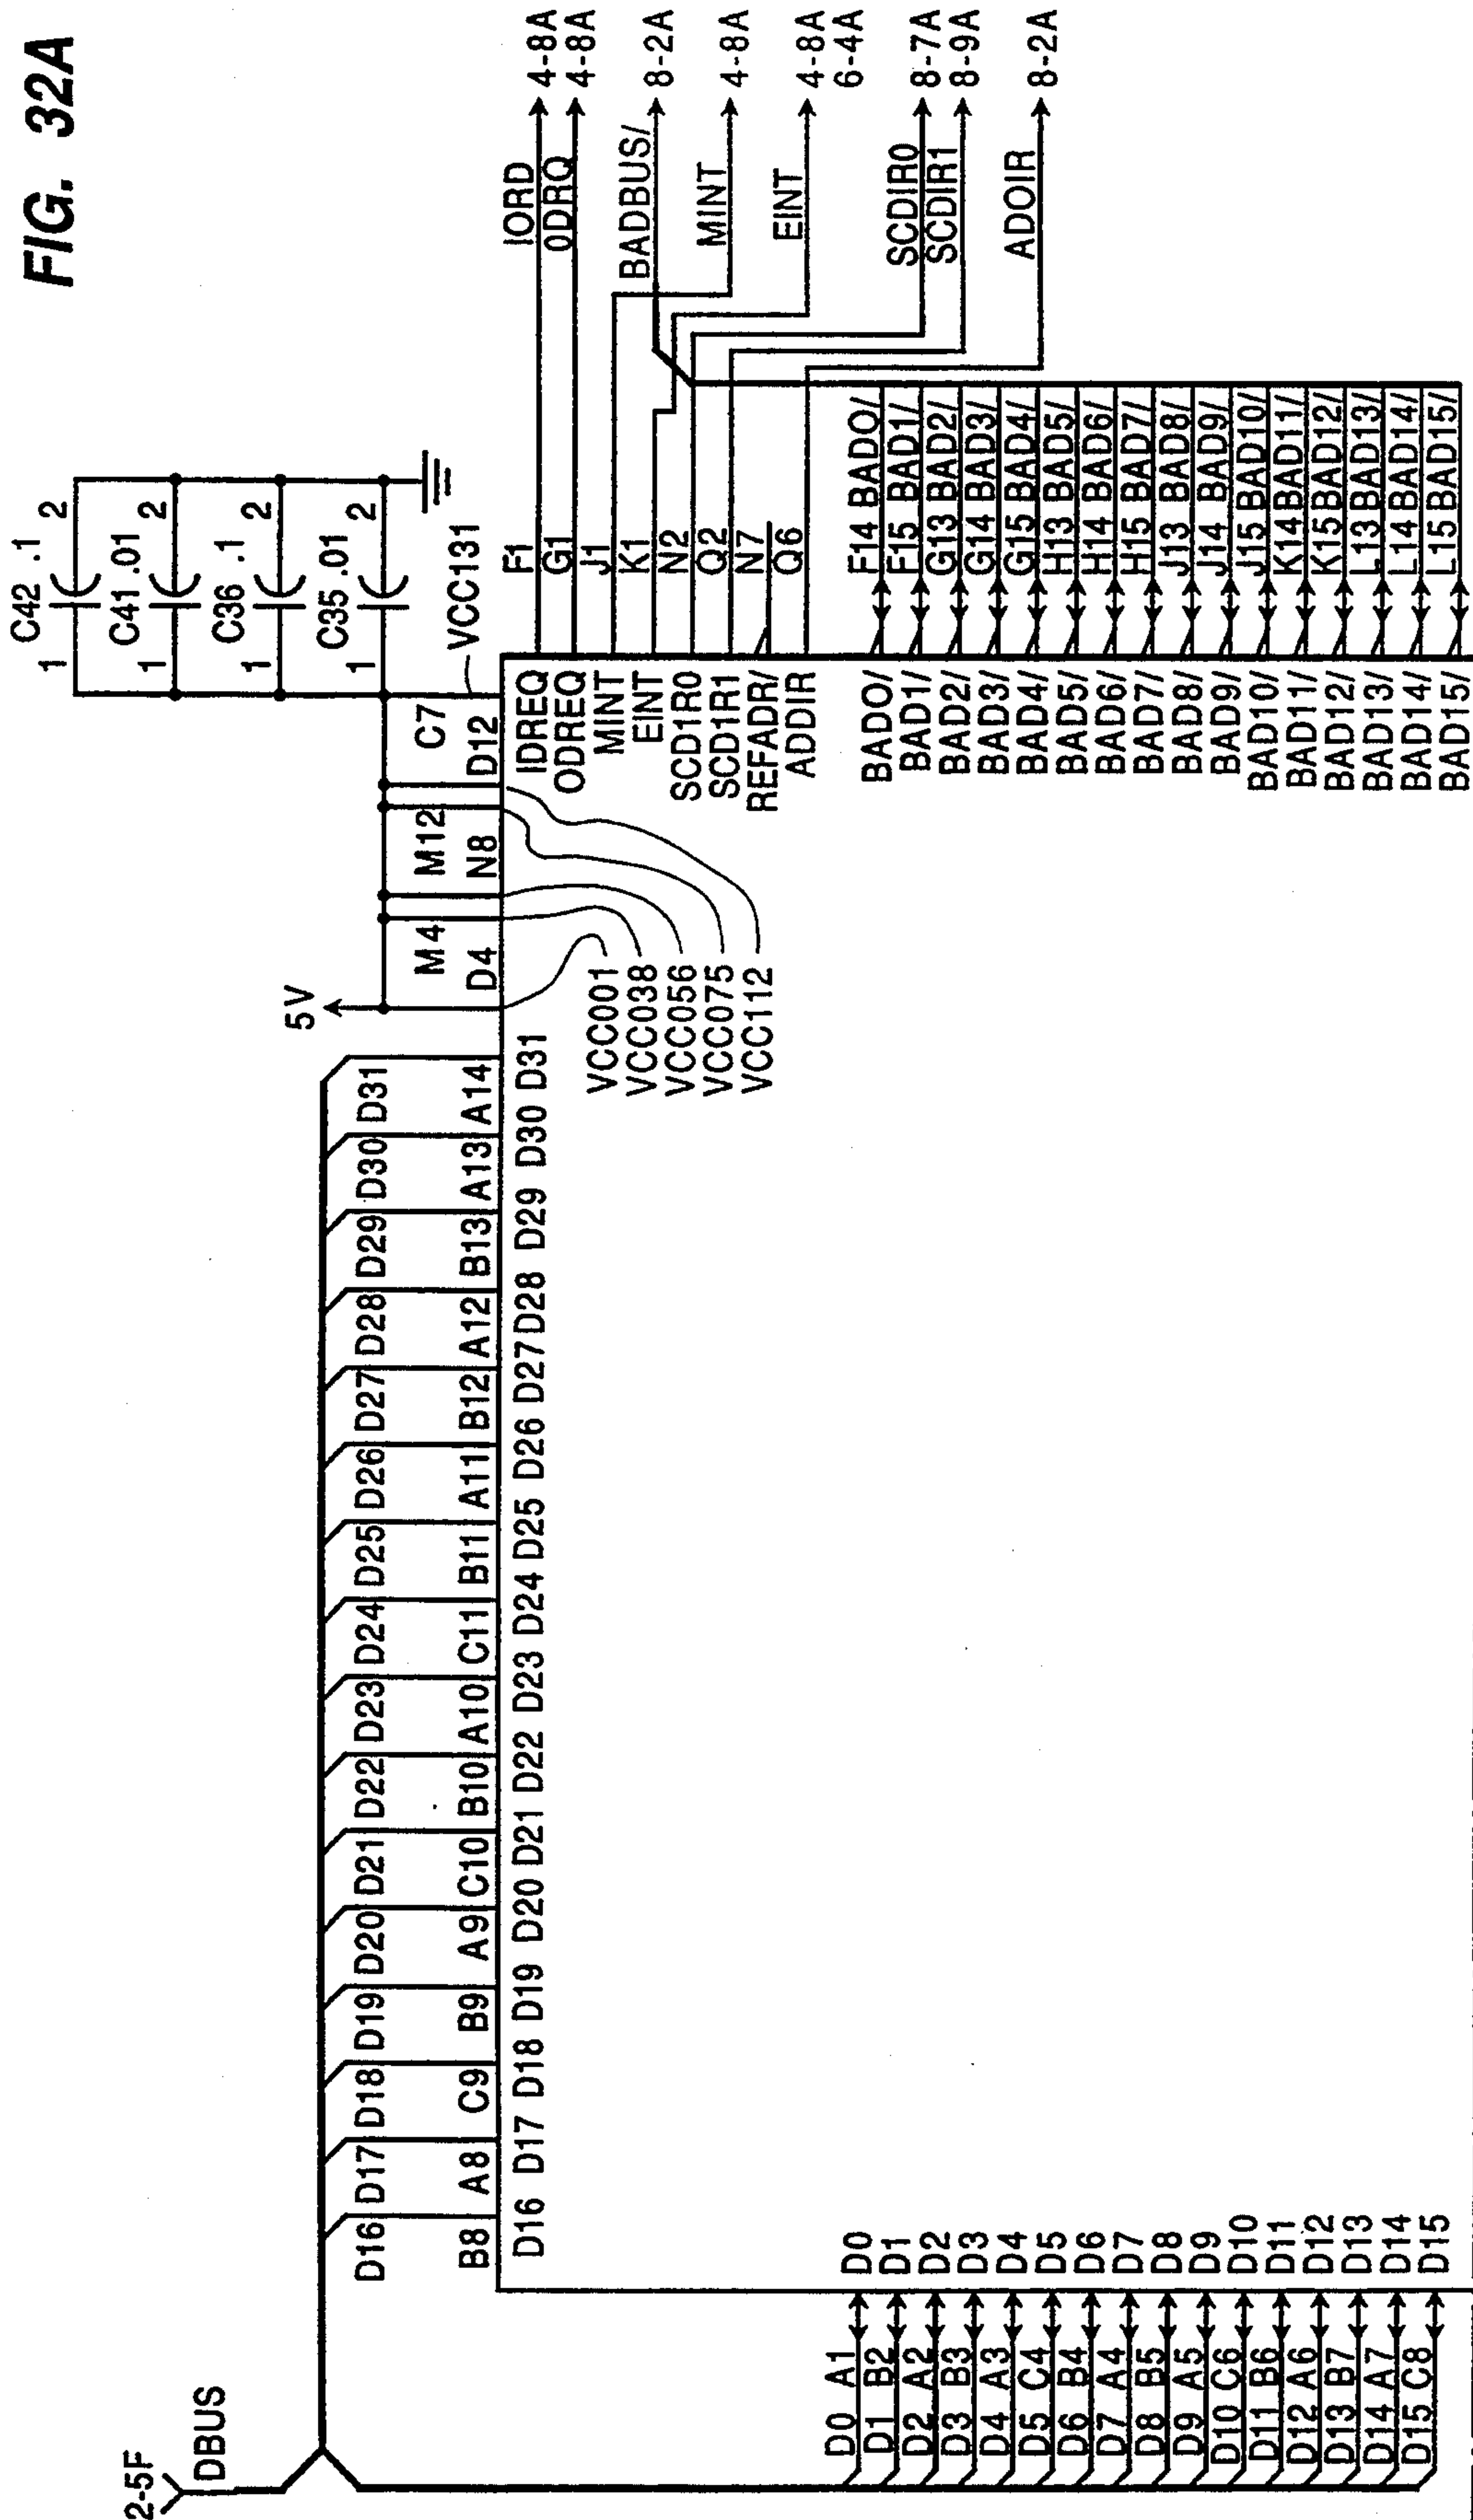 FIG. 32A
2-5F
DBUS
D16 D17 D18 D19 D20 D21 D22 D23 D24 D25 D26 D27 D28 D29 D30 D31
B8 A8 C9 B9 A9 C10 B10 A10 C11 B11 A11 B12 A12 B13 A13 A14
D16 D17 D18 D19 D20 D21 D22 D23 D24 D25 D26 D27 D28 D29 D30 D31
5V
M4 M12 C7
D4 N8 D12
VCC001
VCC038
VCC056
VCC075
VCC112
VCC131
1 C42 .1 2
1 C41 .01 2
1 C36 .1 2
1 C35 .01 2
IDREQ F1 IORD 4-8A
ODREQ G1 0DRQ 4-8A
MINT J1
EINT K1 BADBUS/ 8-2A
SCD1R0 N2
SCD1R1 Q2 MINT 4-8A
REFADR/ N7
ADDIR Q6 EINT 4-8A
6-4A
SCDIR0 8-7A
SCDIR1 8-9A
ADOIR 8-2A
BADO/ F14 BADO/
BAD1/ F15 BAD1/
BAD2/ G13 BAD2/
BAD3/ G14 BAD3/
BAD4/ G15 BAD4/
BAD5/ H13 BAD5/
BAD6/ H14 BAD6/
BAD7/ H15 BAD7/
BAD8/ J13 BAD8/
BAD9/ J14 BAD9/
BAD10/ J15 BAD10/
BAD11/ K14 BAD11/
BAD12/ K15 BAD12/
BAD13/ L13 BAD13/
BAD14/ L14 BAD14/
BAD15/ L15 BAD15/
D0 A1 D0
D1 B2 D1
D2 A2 D2
D3 B3 D3
D4 A3 D4
D5 C4 D5
D6 B4 D6
D7 A4 D7
D8 B5 D8
D9 A5 D9
D10 C6 D10
D11 B6 D11
D12 A6 D12
D13 B7 D13
D14 A7 D14
D15 C8 D15